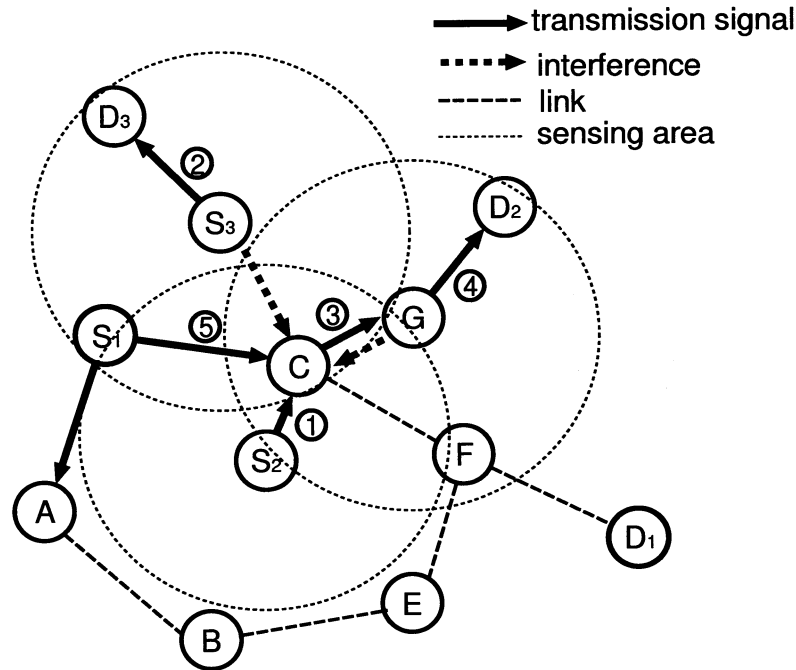 transmission signal
interference
link
sensing area
D3
②
S3
D2
④
③
G
⑤
S1
C
①
S2
F
A
D1
E
B